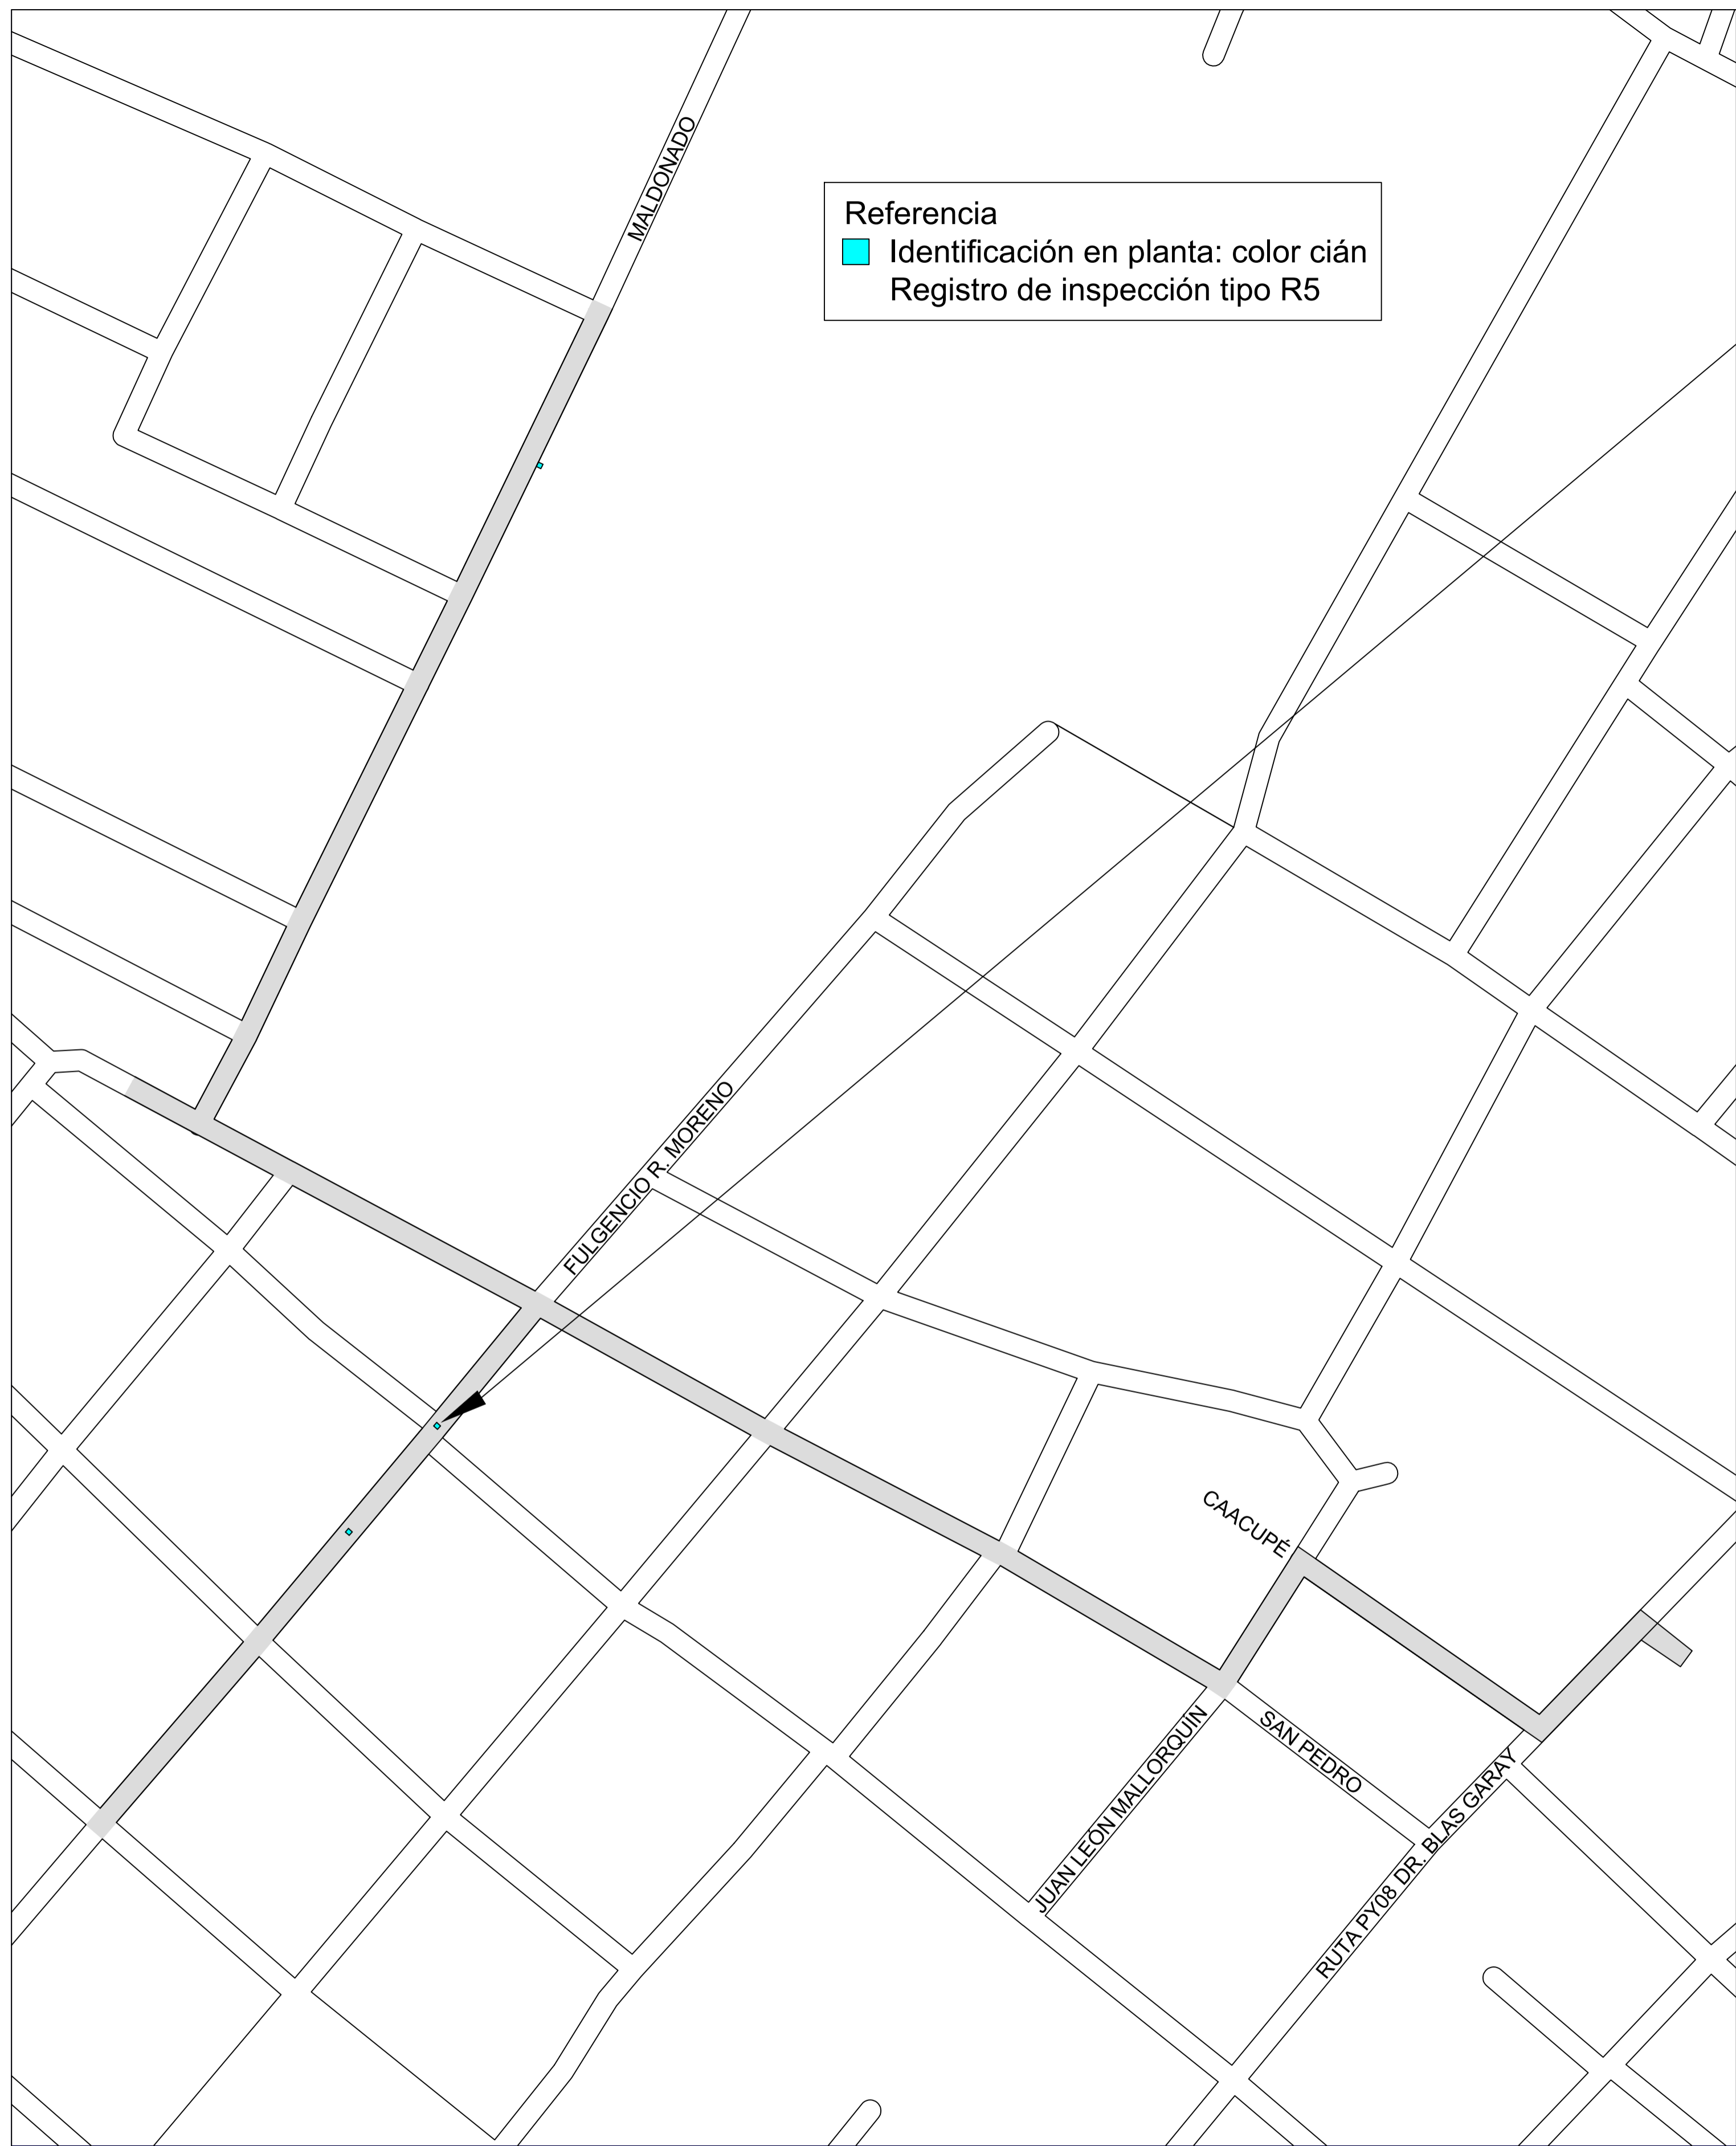 MALDONADO
Referencia
Identificación en planta: color cián
Registro de inspección tipo R5
FULGENCIO R. MORENO
CAACUPÉ
SAN PEDRO
JUAN LEÓN MALLORQUÍN
RUTA PY08 DR. BLAS GARAY